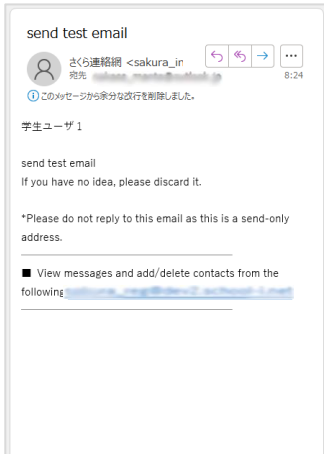 send test email
さくら連絡網 <sakura_in
宛先
8:24
このメッセージから余分な改行を削除しました。
学生ユーザ 1
send test email
If you have no idea, please discard it.
*Please do not reply to this email as this is a send-only
address.
■ View messages and add/delete contacts from the
following